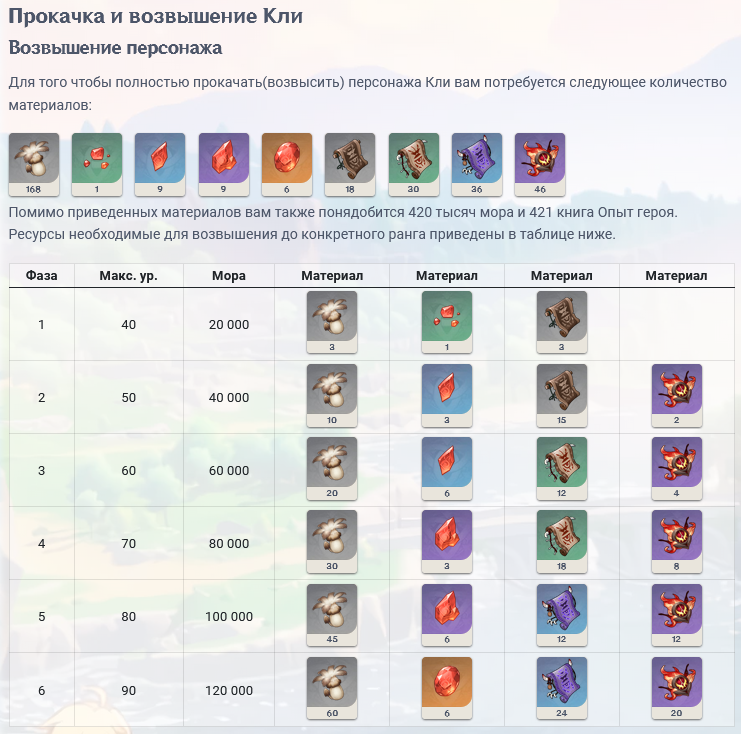 Прокачка и возвышение Кли
Возвышение персонажа
Для того чтобы полностью прокачать(возвысить) персонажа Кли вам потребуется следующее количество
материалов:
168 1 9 9 6 18 30 36 46
Помимо приведенных материалов вам также понядобится 420 тысяч мора и 421 книга Опыт героя.
Ресурсы необходимые для возвышения до конкретного ранга приведены в таблице ниже.
Фаза Макс. ур. Мора Материал Материал Материал Материал
1 40 20 000 3 1 3
2 50 40 000 10 3 15 2
3 60 60 000 20 6 12 4
4 70 80 000 30 3 18 8
5 80 100 000 45 6 12 12
6 90 120 000 60 6 24 20